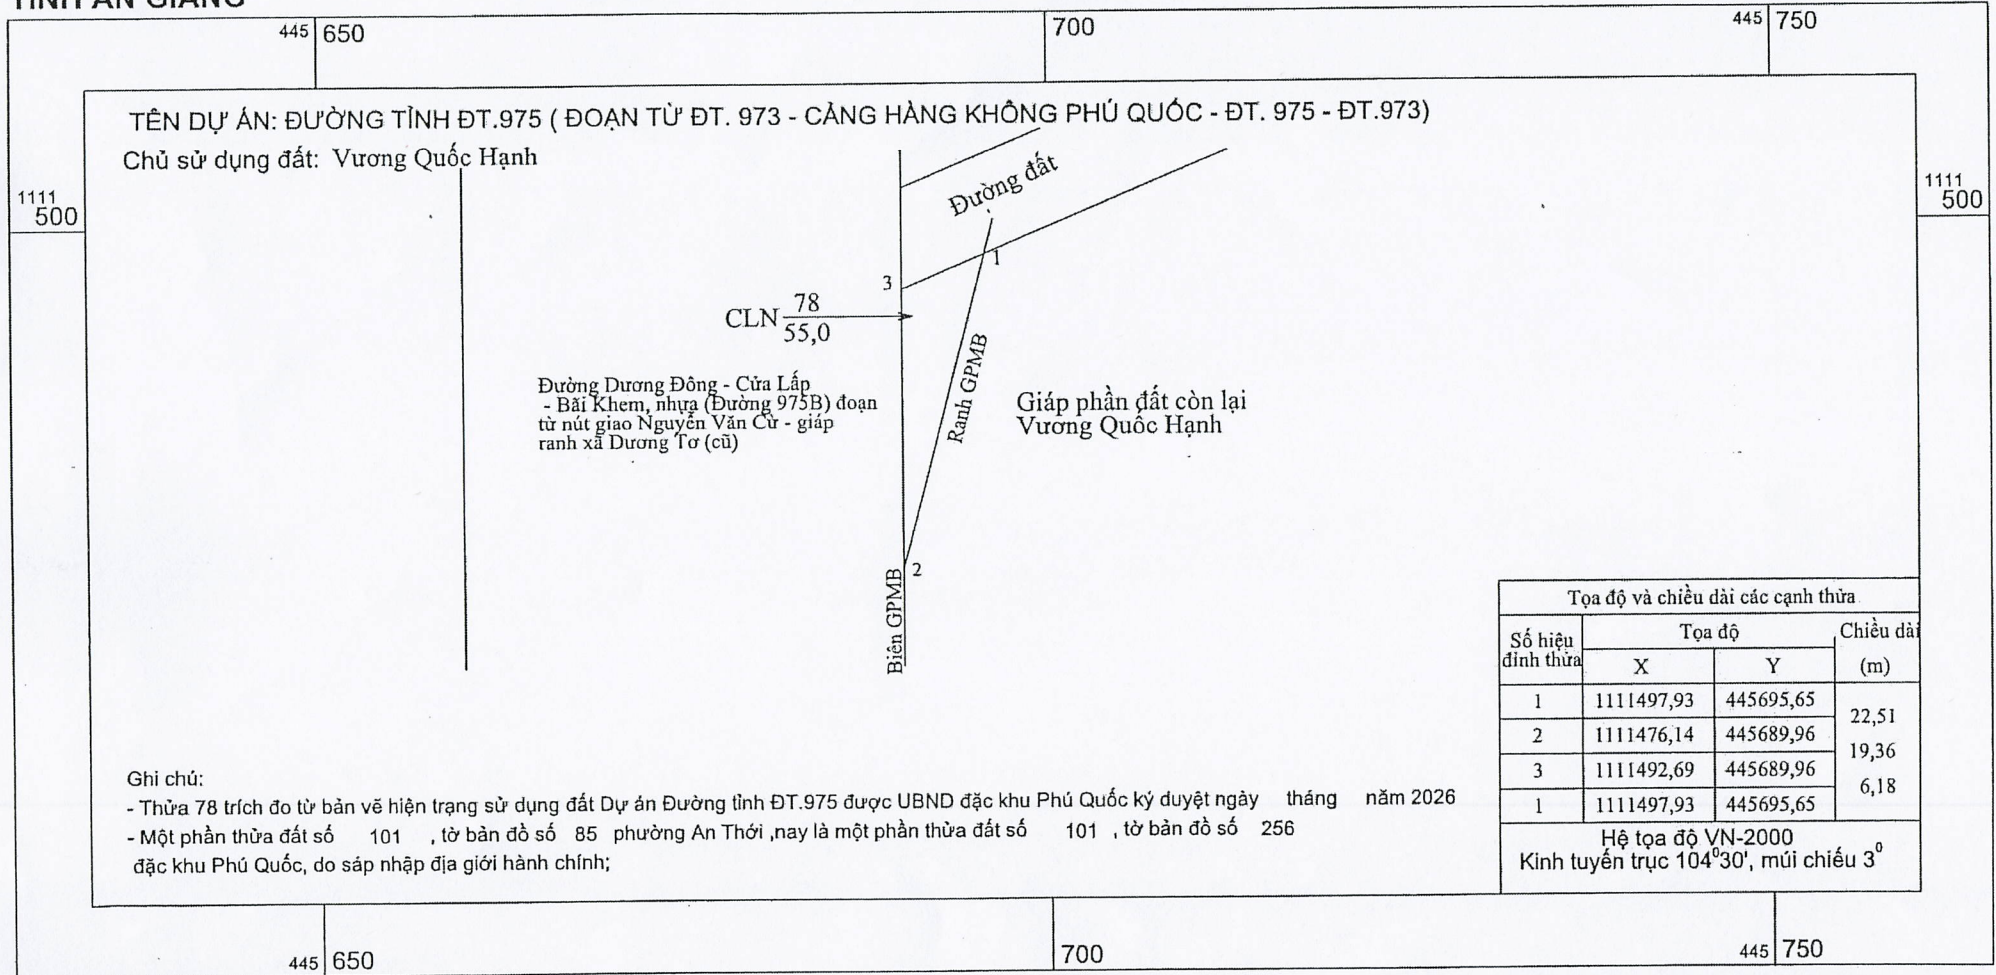 TỈNH AN GIANG
445 650 700 445 750
TÊN DỰ ÁN: ĐƯỜNG TỈNH ĐT.975 ( ĐOẠN TỪ ĐT. 973 - CẢNG HÀNG KHÔNG PHÚ QUỐC - ĐT. 975 - ĐT.973)
Chủ sử dụng đất: Vương Quốc Hạnh
Đường đất
1111 500
1111 500
1
3
CLN 78
55,0
Ranh GPMB
Đường Dương Đông - Cửa Lấp
- Bãi Khem, nhựa (Đường 975B) đoạn
từ nút giao Nguyễn Văn Cừ - giáp
ranh xã Dương Tơ (cũ)
Giáp phần đất còn lại
Vương Quốc Hạnh
2
Biên GPMB
Tọa độ và chiều dài các cạnh thửa
Số hiệu đỉnh thửa Tọa độ Chiều dài
X Y (m)
1 1111497,93 445695,65
22,51
2 1111476,14 445689,96
19,36
3 1111492,69 445689,96
6,18
1 1111497,93 445695,65
Hệ tọa độ VN-2000
Kinh tuyến trục 104⁰30', múi chiếu 3⁰
Ghi chú:
- Thửa 78 trích đo từ bản vẽ hiện trạng sử dụng đất Dự án Đường tỉnh ĐT.975 được UBND đặc khu Phú Quốc ký duyệt ngày tháng năm 2026
- Một phần thửa đất số 101 , tờ bản đồ số 85 phường An Thới ,nay là một phần thửa đất số 101 , tờ bản đồ số 256
đặc khu Phú Quốc, do sáp nhập địa giới hành chính;
445 650 700 445 750